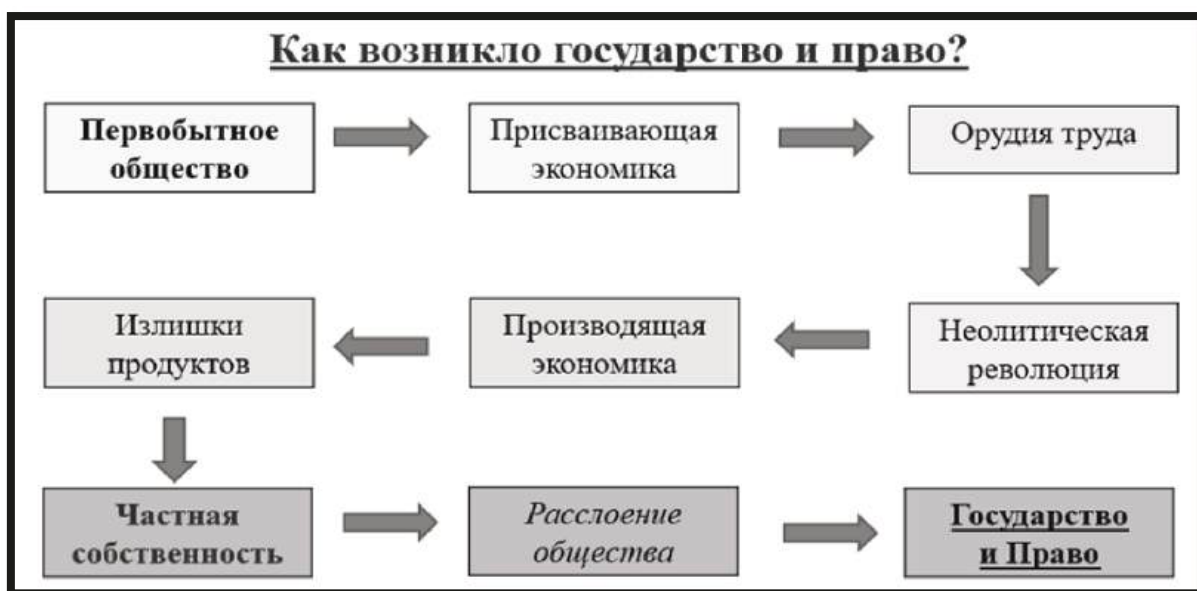 Как возникло государство и право?
Первобытное
общество
Присваивающая
экономика
Орудия труда
Неолитическая
революция
Производящая
экономика
Излишки
продуктов
Частная
собственность
Расслоение
общества
Государство
и Право